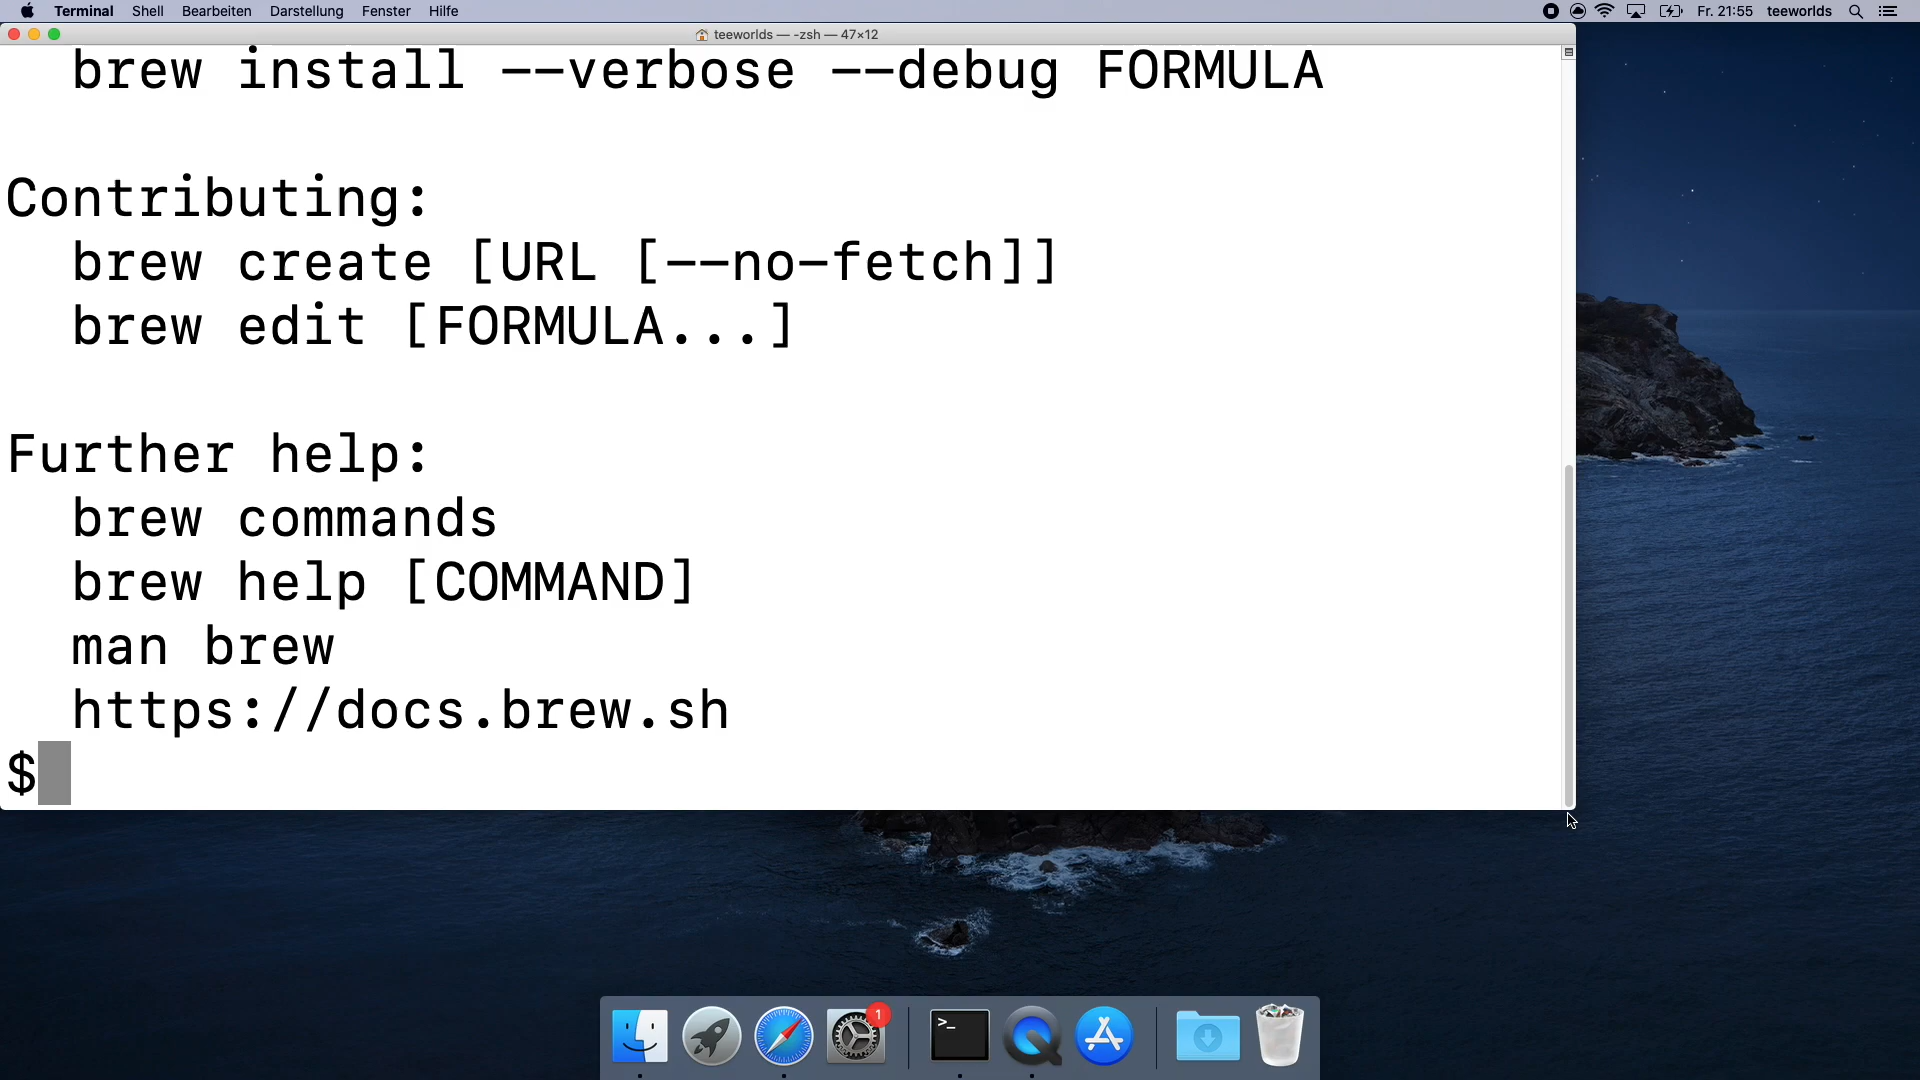 Terminal Shell Bearbeiten Darstellung Fenster Hilfe Fr. 21:55 teeworlds
teeworlds — -zsh — 47×12
brew install --verbose --debug FORMULA
Contributing:
brew create [URL [--no-fetch]]
brew edit [FORMULA...]
Further help:
brew commands
brew help [COMMAND]
man brew
https://docs.brew.sh
$
1
>_